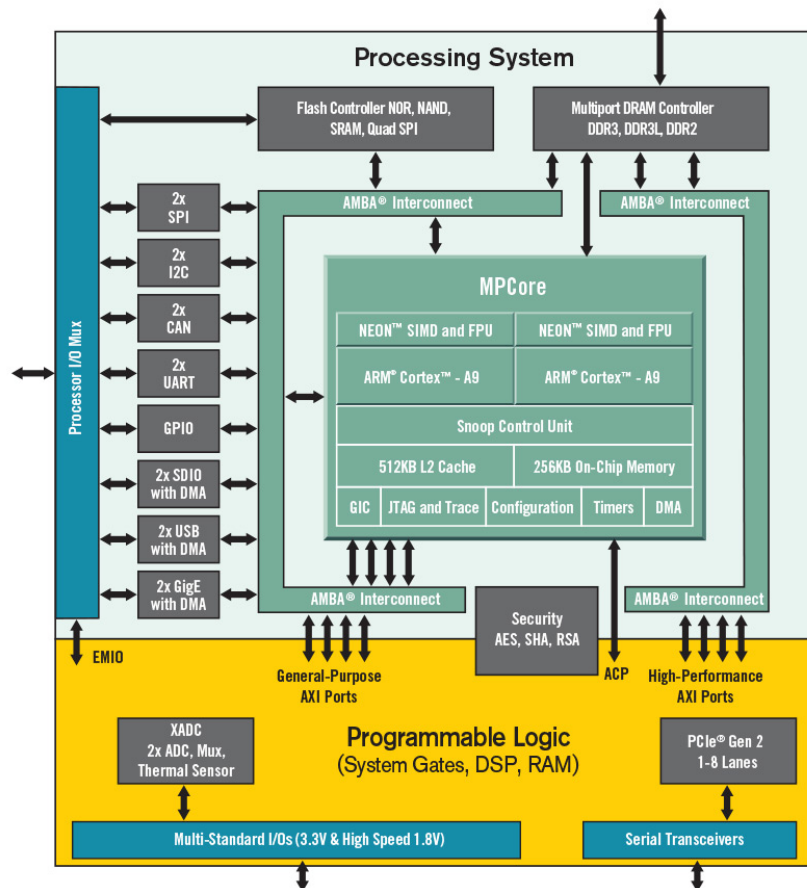 Processing System
Flash Controller NOR, NAND,
SRAM, Quad SPI
Multiport DRAM Controller
DDR3, DDR3L, DDR2
Processor I/O Mux
2x
SPI
2x
I2C
2x
CAN
2x
UART
GPIO
2x SDIO
with DMA
2x USB
with DMA
2x GigE
with DMA
AMBA® Interconnect
AMBA® Interconnect
MPCore
NEON™ SIMD and FPU
NEON™ SIMD and FPU
ARM® Cortex™ - A9
ARM® Cortex™ - A9
Snoop Control Unit
512KB L2 Cache
256KB On-Chip Memory
GIC
JTAG and Trace
Configuration
Timers
DMA
AMBA® Interconnect
AMBA® Interconnect
Security
AES, SHA, RSA
EMIO
General-Purpose
AXI Ports
ACP
High-Performance
AXI Ports
XADC
2x ADC, Mux,
Thermal Sensor
Programmable Logic
(System Gates, DSP, RAM)
PCIe® Gen 2
1-8 Lanes
Multi-Standard I/Os (3.3V & High Speed 1.8V)
Serial Transceivers